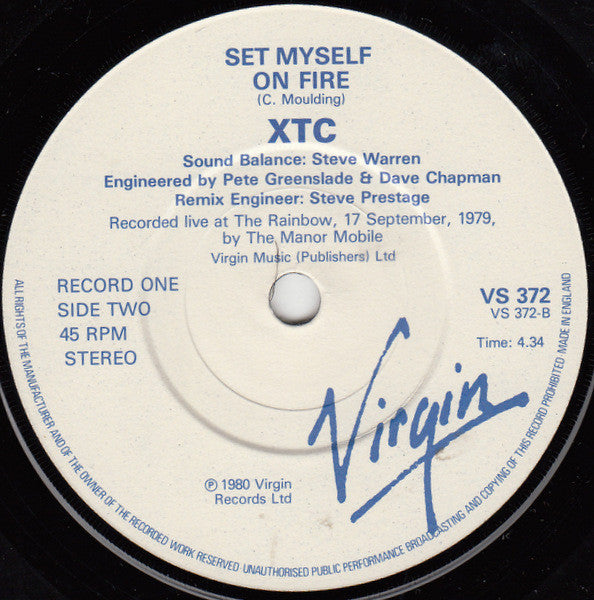 SET MYSELF
ON FIRE
(C. Moulding)
XTC
Sound Balance: Steve Warren
Engineered by Pete Greenslade & Dave Chapman
Remix Engineer: Steve Prestage
Recorded live at The Rainbow, 17 September, 1979,
by The Manor Mobile
Virgin Music (Publishers) Ltd
RECORD ONE
SIDE TWO
45 RPM
STEREO
VS 372
VS 372-B
Time: 4.34
Virgin
℗ 1980 Virgin
Records Ltd
ALL RIGHTS OF THE MANUFACTURER AND OF THE OWNER OF THE RECORDED WORK RESERVED · UNAUTHORISED PUBLIC PERFORMANCE BROADCASTING AND COPYING OF THIS RECORD PROHIBITED · MADE IN ENGLAND